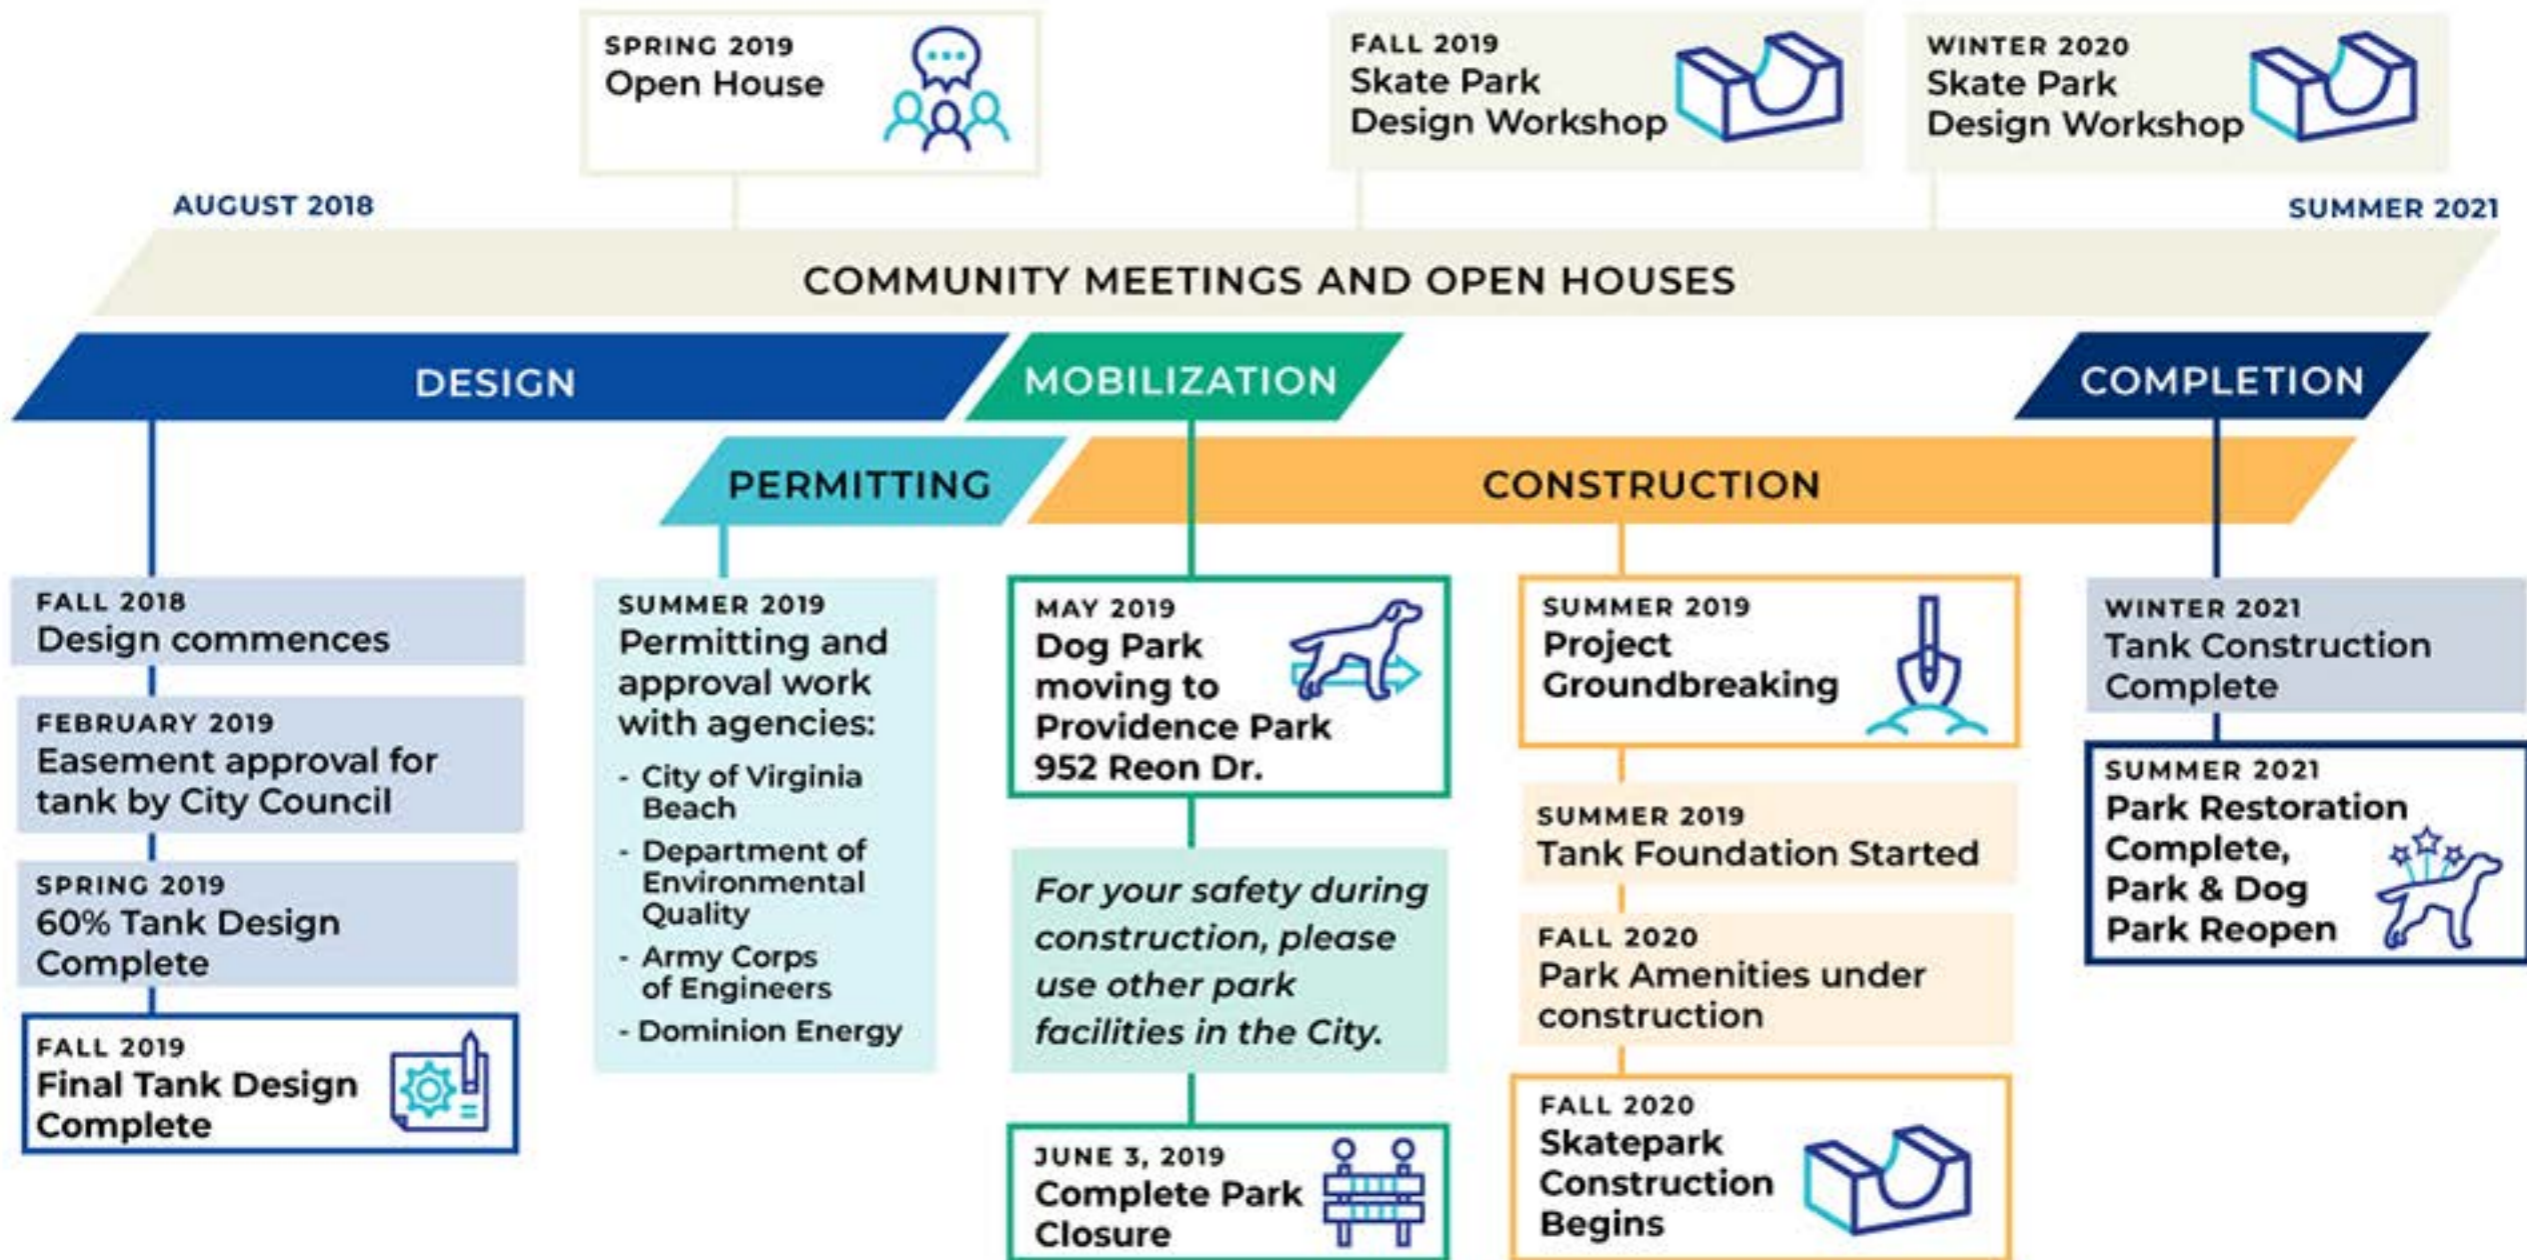 SPRING 2019
Open House
FALL 2019
Skate Park
Design Workshop
WINTER 2020
Skate Park
Design Workshop
AUGUST 2018
SUMMER 2021
COMMUNITY MEETINGS AND OPEN HOUSES
DESIGN
MOBILIZATION
COMPLETION
PERMITTING
CONSTRUCTION
FALL 2018
Design commences
FEBRUARY 2019
Easement approval for
tank by City Council
SPRING 2019
60% Tank Design
Complete
FALL 2019
Final Tank Design
Complete
SUMMER 2019
Permitting and
approval work
with agencies:
- City of Virginia
Beach
- Department of
Environmental
Quality
- Army Corps
of Engineers
- Dominion Energy
MAY 2019
Dog Park
moving to
Providence Park
952 Reon Dr.
For your safety during
construction, please
use other park
facilities in the City.
JUNE 3, 2019
Complete Park
Closure
SUMMER 2019
Project
Groundbreaking
SUMMER 2019
Tank Foundation Started
FALL 2020
Park Amenities under
construction
FALL 2020
Skatepark
Construction
Begins
WINTER 2021
Tank Construction
Complete
SUMMER 2021
Park Restoration
Complete,
Park & Dog
Park Reopen